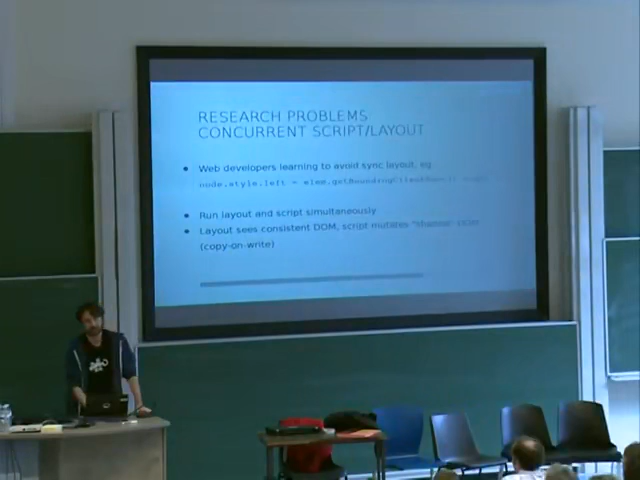 RESEARCH PROBLEMS
CONCURRENT SCRIPT/LAYOUT
• Web developers learning to avoid sync layout, eg
node.style.left = elem.getBoundingClientRect()
• Run layout and script simultaneously
• Layout sees consistent DOM, script mutates "shadow" DOM
(copy-on-write)